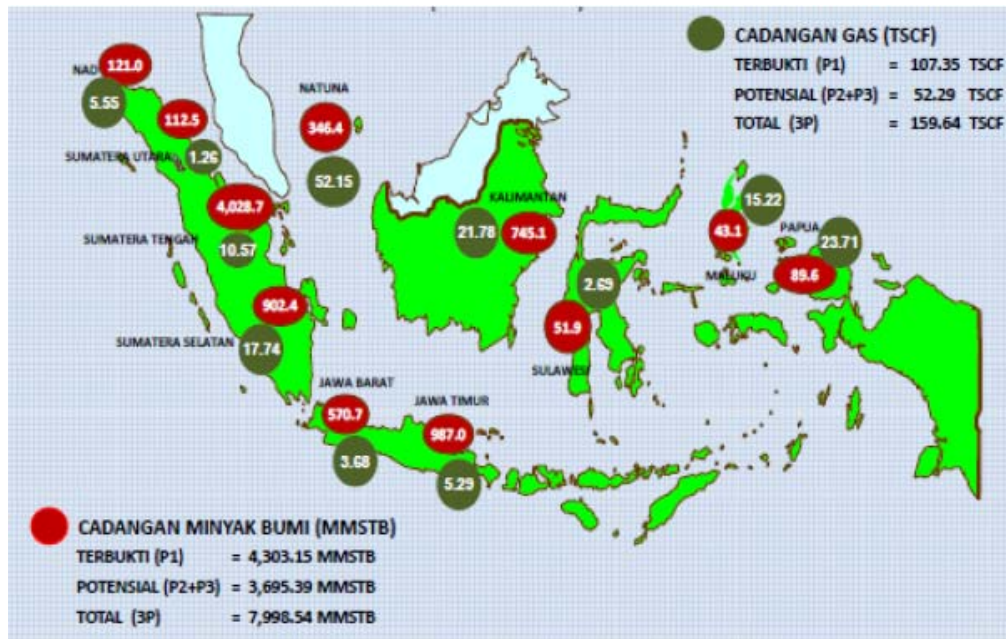 CADANGAN GAS (TSCF)
TERBUKTI (P1) = 107.35 TSCF
POTENSIAL (P2+P3) = 52.29 TSCF
TOTAL (3P) = 159.64 TSCF
NAD
121.0
5.55
112.5
SUMATERA UTARA
1.26
NATUNA
346.4
52.15
4,028.7
SUMATERA TENGAH
10.57
902.4
SUMATERA SELATAN
17.74
KALIMANTAN
21.78
745.1
2.69
51.9
SULAWESI
15.22
43.1
MALUKU
PAPUA
23.71
89.6
JAWA BARAT
570.7
3.68
JAWA TIMUR
987.0
5.29
CADANGAN MINYAK BUMI (MMSTB)
TERBUKTI (P1) = 4,303.15 MMSTB
POTENSIAL (P2+P3) = 3,695.39 MMSTB
TOTAL (3P) = 7,998.54 MMSTB